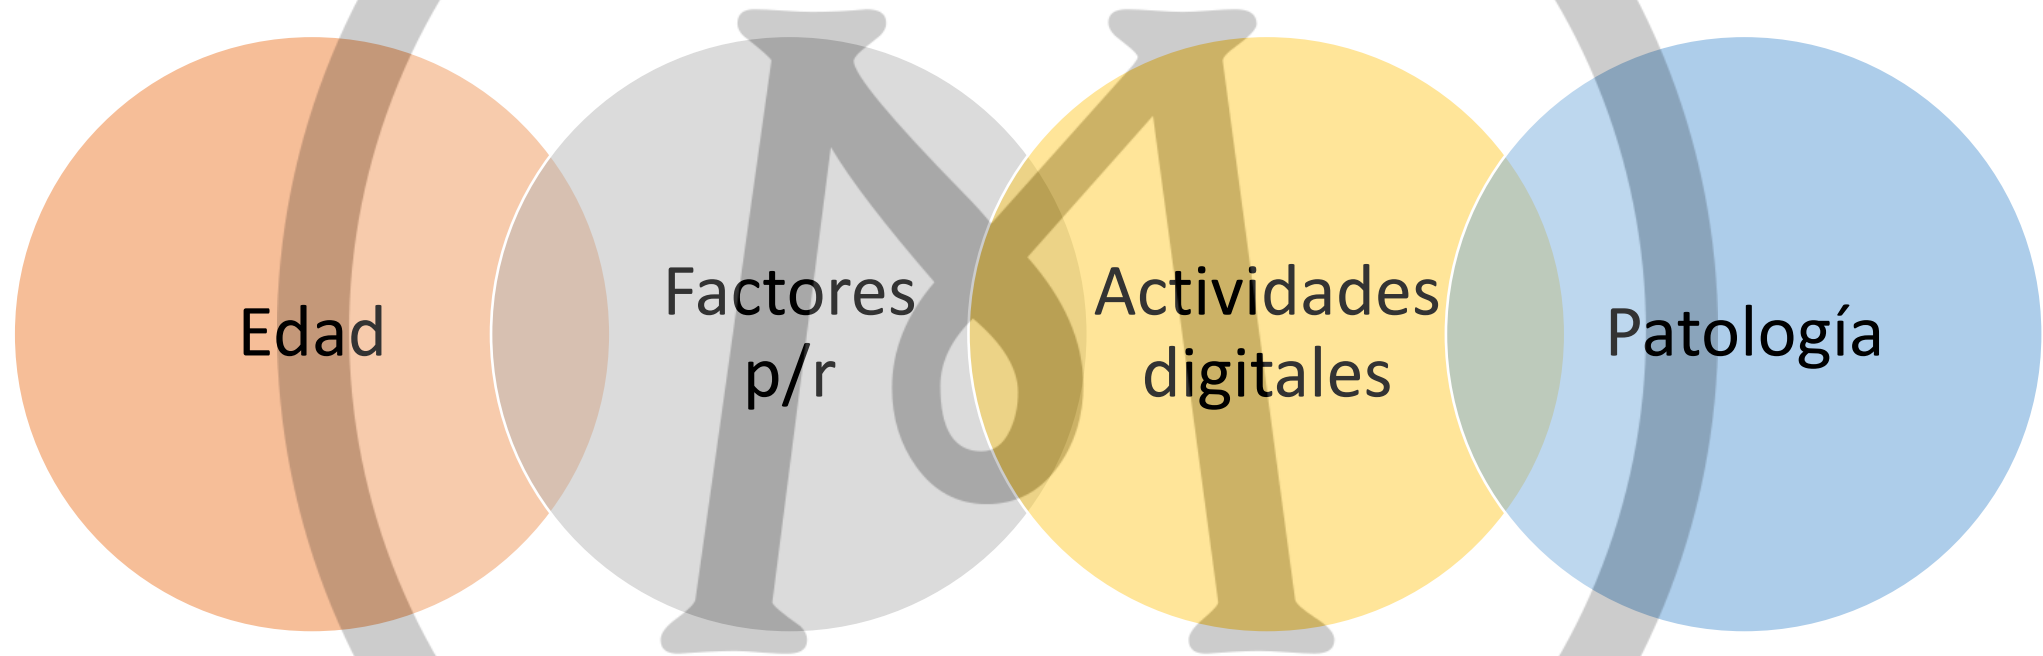 Edad
Factores
p/r
Actividades
digitales
Patología